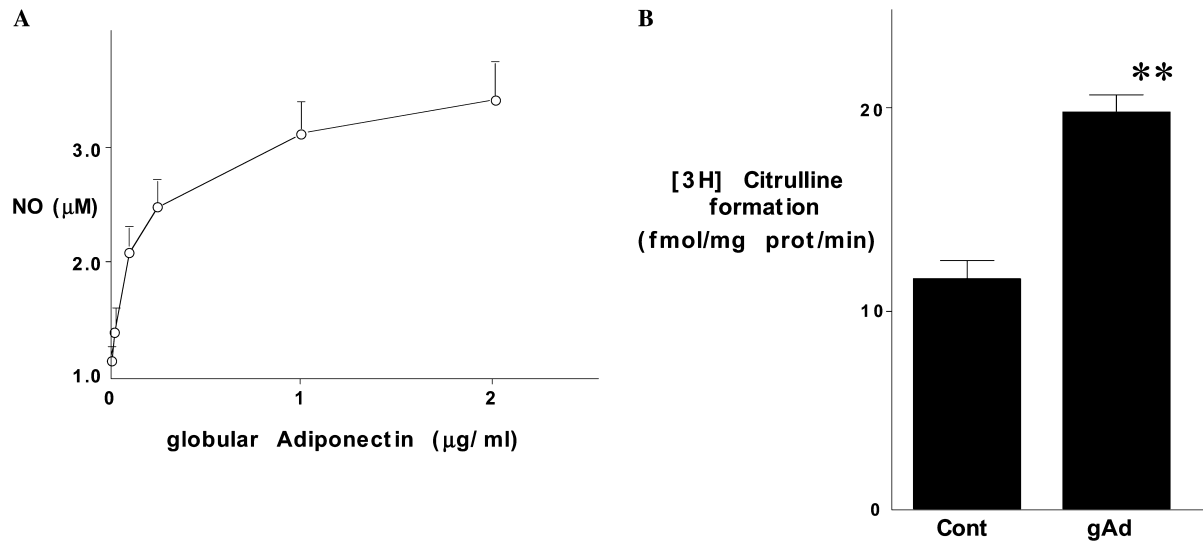 A
3.0
NO (μM)
2.0
1.0
0
1
2
globular Adiponectin (μg/ ml)
B
**
20
[3H] Citrulline
formation
(fmol/mg prot/min)
10
0
Cont
gAd